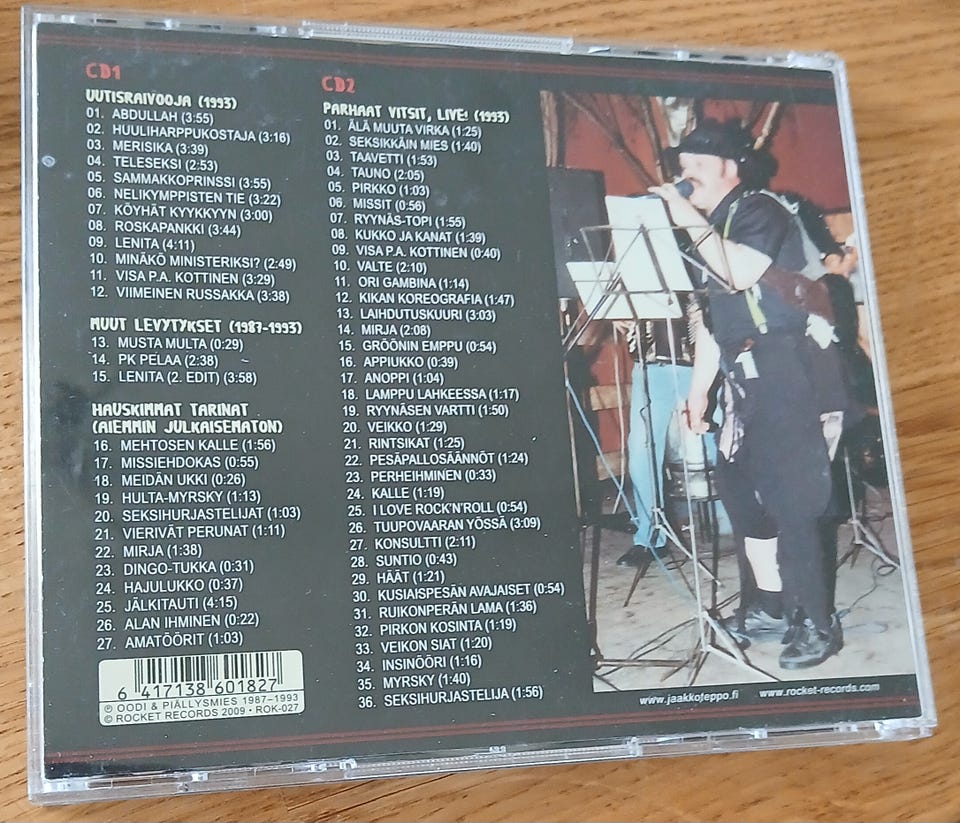 CD1
UUTISRAIVOOJA (1993)
01. ABDULLAH (3:55)
02. HUULIHARPPUKOSTAJA (3:16)
03. MERISIKA (3:39)
04. TELESEKSI (2:53)
05. SAMMAKKOPRINSSI (3:55)
06. NELIKYMPPISTEN TIE (3:22)
07. KÖYHÄT KYYKKYYN (3:00)
08. ROSKAPANKKI (3:44)
09. LENITA (4:11)
10. MINÄKÖ MINISTERIKSI? (2:49)
11. VISA P.A. KOTTINEN (3:29)
12. VIIMEINEN RUSSAKKA (3:38)
MUUT LEVYTYKSET (1987-1993)
13. MUSTA MULTA (0:29)
14. PK PELAA (2:38)
15. LENITA (2. EDIT) (3:58)
HAUSKIMMAT TARINAT
(AIEMMIN JULKAISEMATON)
16. MEHTOSEN KALLE (1:56)
17. MISSIEHDOKAS (0:55)
18. MEIDÄN UKKI (0:26)
19. HULTA-MYRSKY (1:13)
20. SEKSIHURJASTELIJAT (1:03)
21. VIERIVÄT PERUNAT (1:11)
22. MIRJA (1:38)
23. DINGO-TUKKA (0:31)
24. HAJULUKKO (0:37)
25. JÄLKITAUTI (4:15)
26. ALAN IHMINEN (0:22)
27. AMATÖÖRIT (1:03)
6 417138 601827
℗ OODI & PIÄLLYSMIES 1987-1993
© ROCKET RECORDS 2009 • ROK-027
CD2
PARHAAT VITSIT, LIVE! (1993)
01. ÄLÄ MUUTA VIRKA (1:25)
02. SEKSIKKÄIN MIES (1:40)
03. TAAVETTI (1:53)
04. TAUNO (2:05)
05. PIRKKO (1:03)
06. MISSIT (0:56)
07. RYYNÄS-TOPI (1:55)
08. KUKKO JA KANAT (1:39)
09. VISA P.A. KOTTINEN (0:40)
10. VALTE (2:10)
11. ORI GAMBINA (1:14)
12. KIKAN KOREOGRAFIA (1:47)
13. LAIHDUTUSKUURI (3:03)
14. MIRJA (2:08)
15. GRÖÖNIN EMPPU (0:54)
16. APPIUKKO (0:39)
17. ANOPPI (1:04)
18. LAMPPU LAHKEESSA (1:17)
19. RYYNÄSEN VARTTI (1:50)
20. VEIKKO (1:29)
21. RINTSIKAT (1:25)
22. PESÄPALLOSÄÄNNÖT (1:24)
23. PERHEIHMINEN (0:33)
24. KALLE (1:19)
25. I LOVE ROCK'N'ROLL (0:54)
26. TUUPOVAARAN YÖSSÄ (3:09)
27. KONSULTTI (2:11)
28. SUNTIO (0:43)
29. HÄÄT (1:21)
30. KUSIAISPESÄN AVAJAISET (0:54)
31. RUIKONPERÄN LAMA (1:36)
32. PIRKON KOSINTA (1:19)
33. VEIKON SIAT (1:20)
34. INSINÖÖRI (1:16)
35. MYRSKY (1:40)
36. SEKSIHURJASTELIJA (1:56)
www.jaakkoteppo.fi www.rocket-records.com